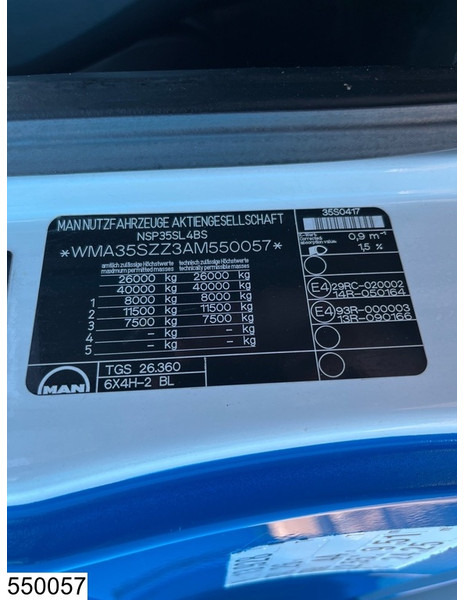 MAN NUTZFAHRZEUGE AKTIENGESELLSCHAFT
NSP35SL4BS
*WMA35SZZ3AM550057*
amtlich zulässige Höchstwerte technisch zulässige Höchstwerte
maximum permitted masses technically permissible masses
26000 kg 26000 kg
40000 kg 40000 kg
1 8000 kg 8000 kg
2 11500 kg 11500 kg
3 7500 kg 7500 kg
4 - kg - kg
5 - kg - kg
MAN
TGS 26.360
6X4H-2 BL
35S0417
0,9 m⁻¹
1,5 %
E4 29RC-020002
14R-050164
E4 93R-000003
13R-090166
550057